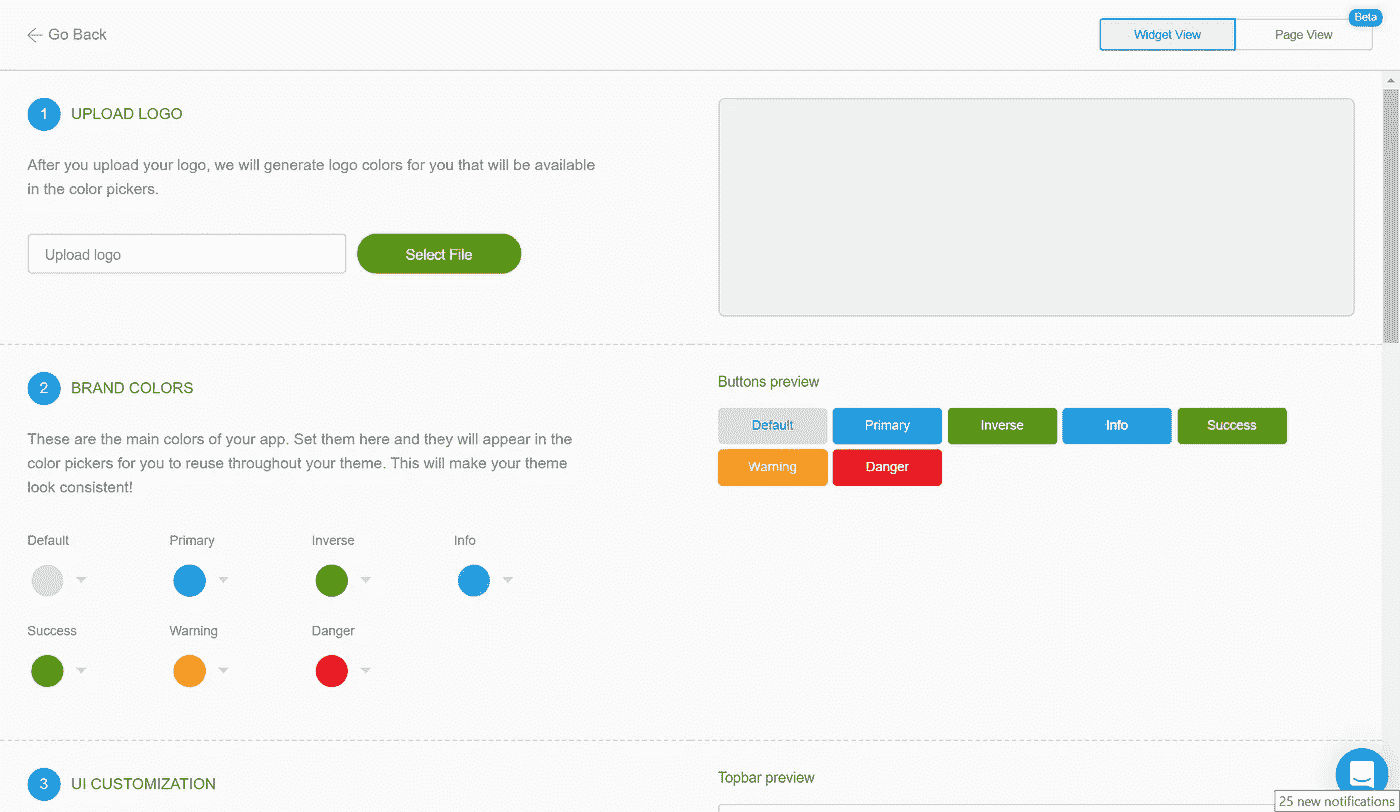 Go Back
Widget View
Page View
Beta
1 UPLOAD LOGO
After you upload your logo, we will generate logo colors for you that will be available
in the color pickers.
Upload logo
Select File
2 BRAND COLORS
These are the main colors of your app. Set them here and they will appear in the
color pickers for you to reuse throughout your theme. This will make your theme
look consistent!
Default Primary Inverse Info
Success Warning Danger
Buttons preview
Default Primary Inverse Info Success
Warning Danger
3 UI CUSTOMIZATION
Topbar preview
25 new notifications